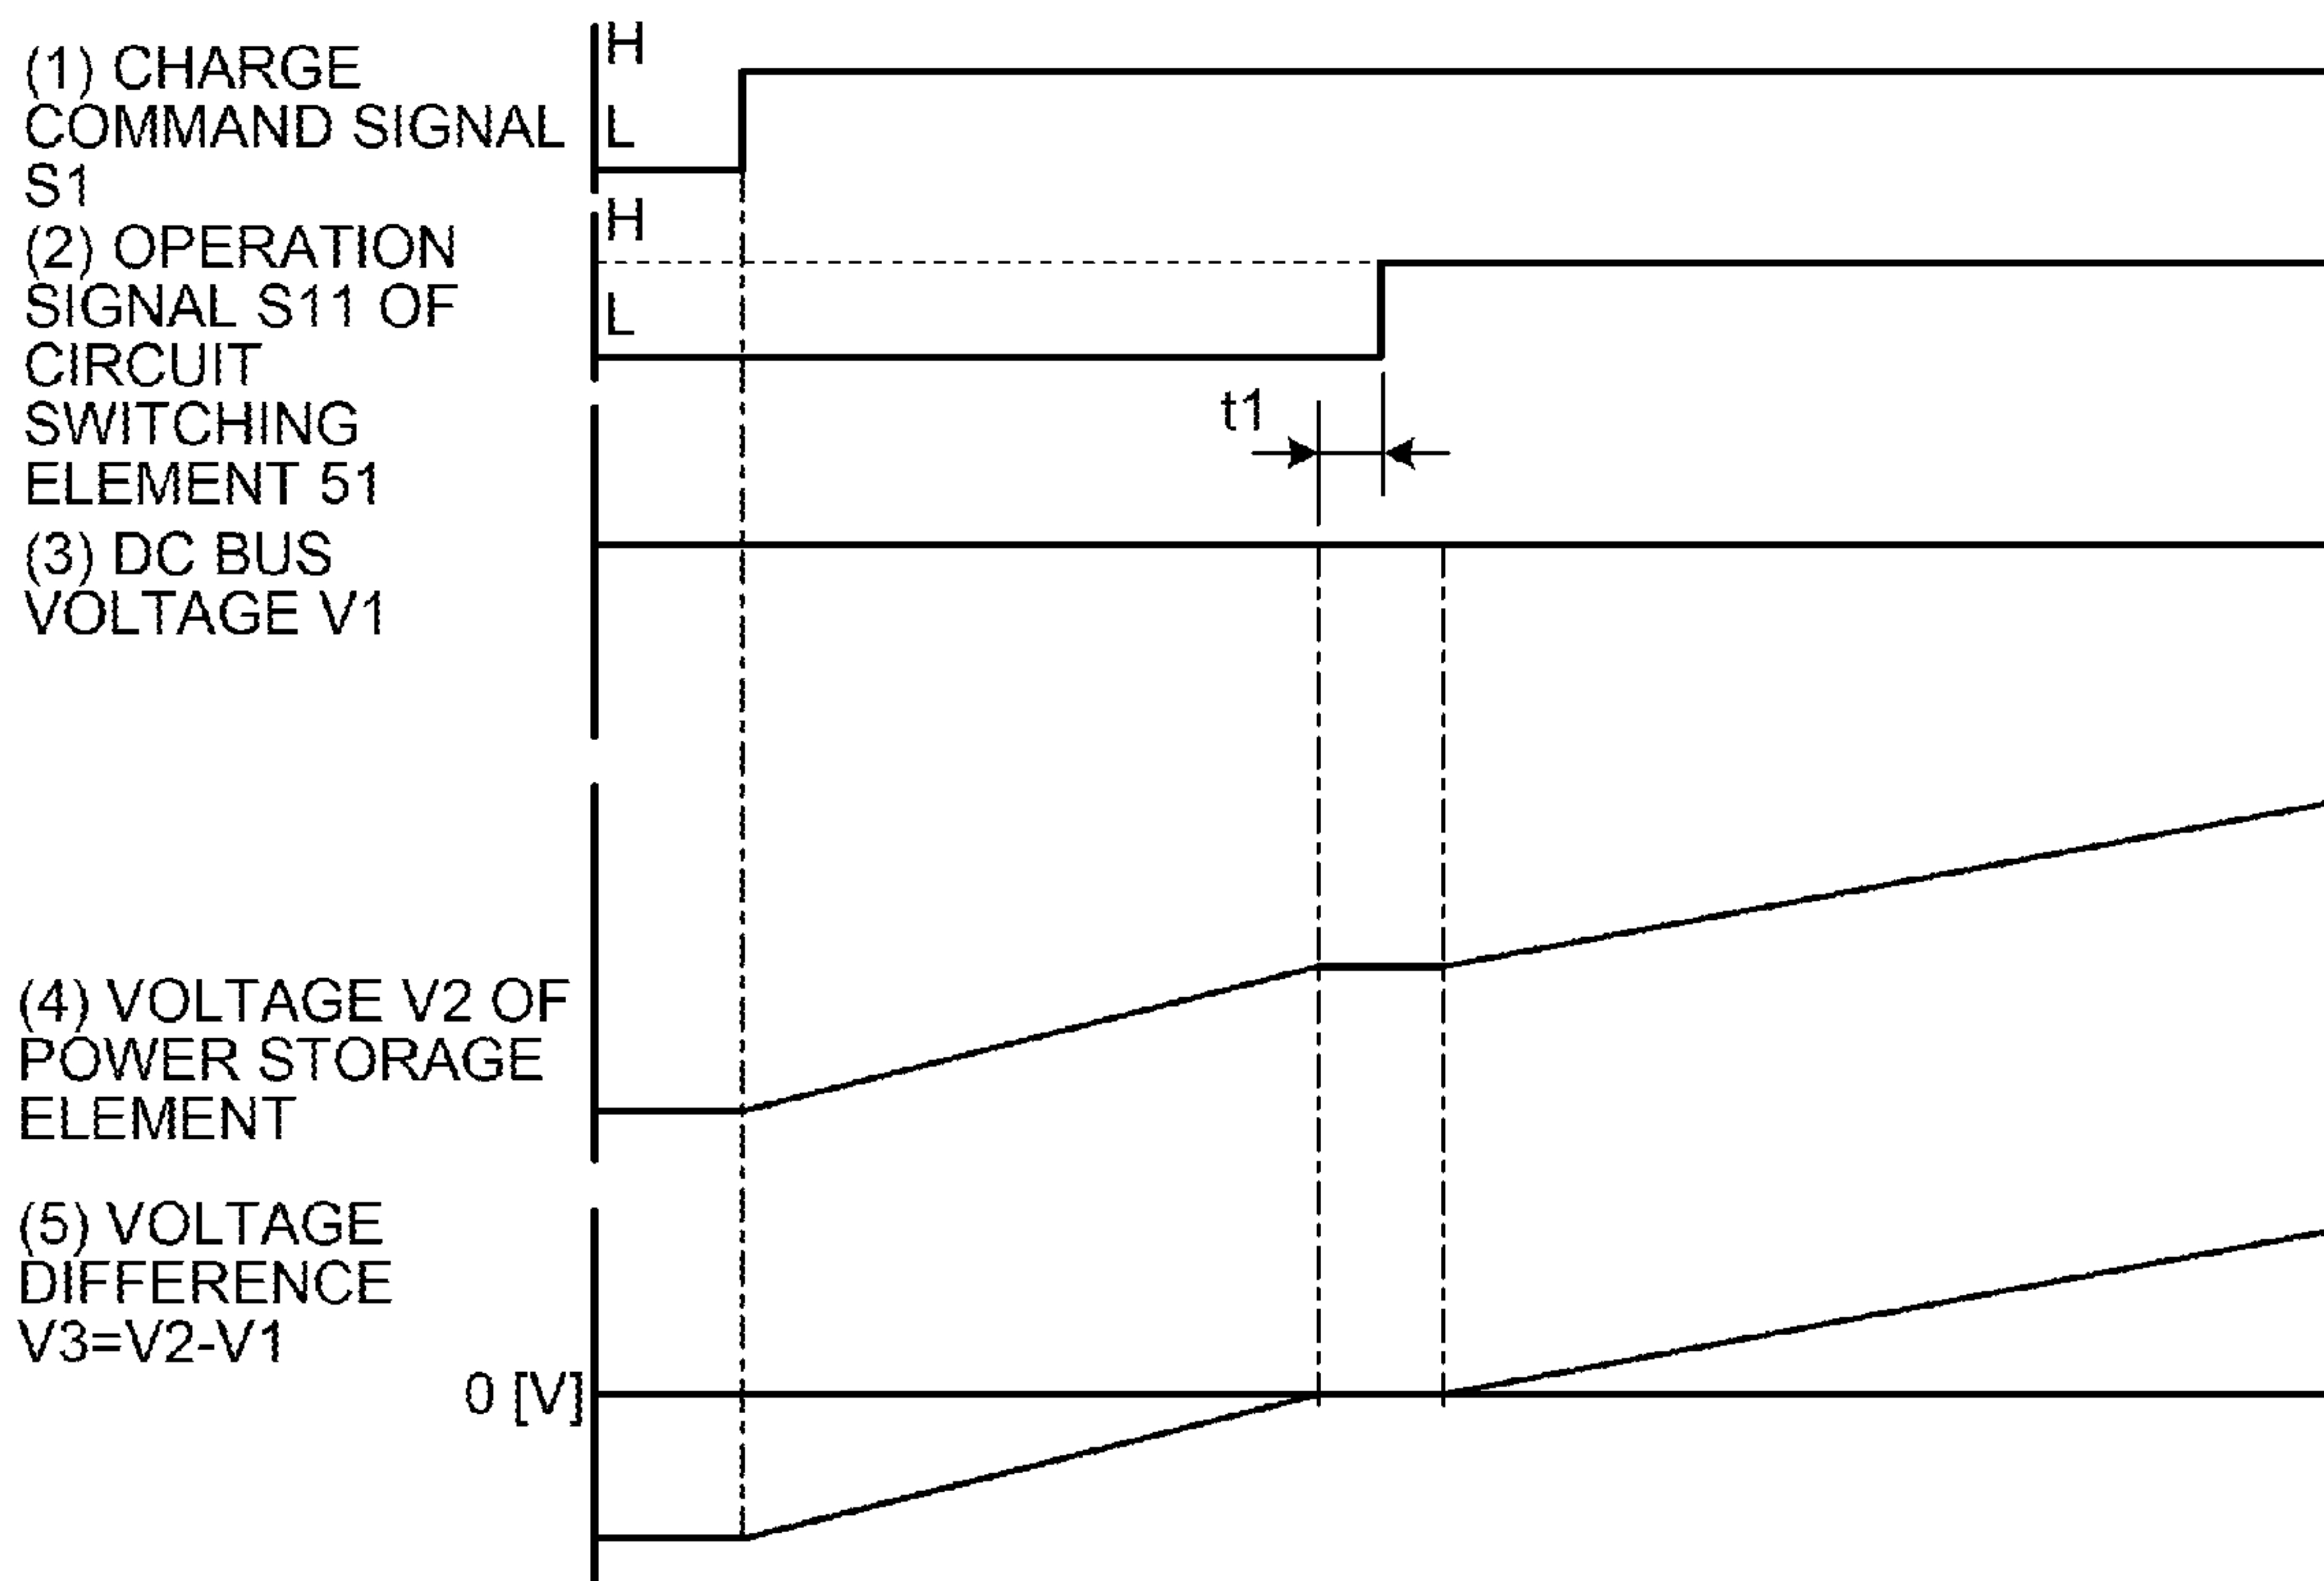 (1) CHARGE
COMMAND SIGNAL
S1
H
L
(2) OPERATION
SIGNAL S11 OF
CIRCUIT
SWITCHING
ELEMENT 51
H
L
t1
(3) DC BUS
VOLTAGE V1
(4) VOLTAGE V2 OF
POWER STORAGE
ELEMENT
(5) VOLTAGE
DIFFERENCE
V3=V2-V1
0 [V]